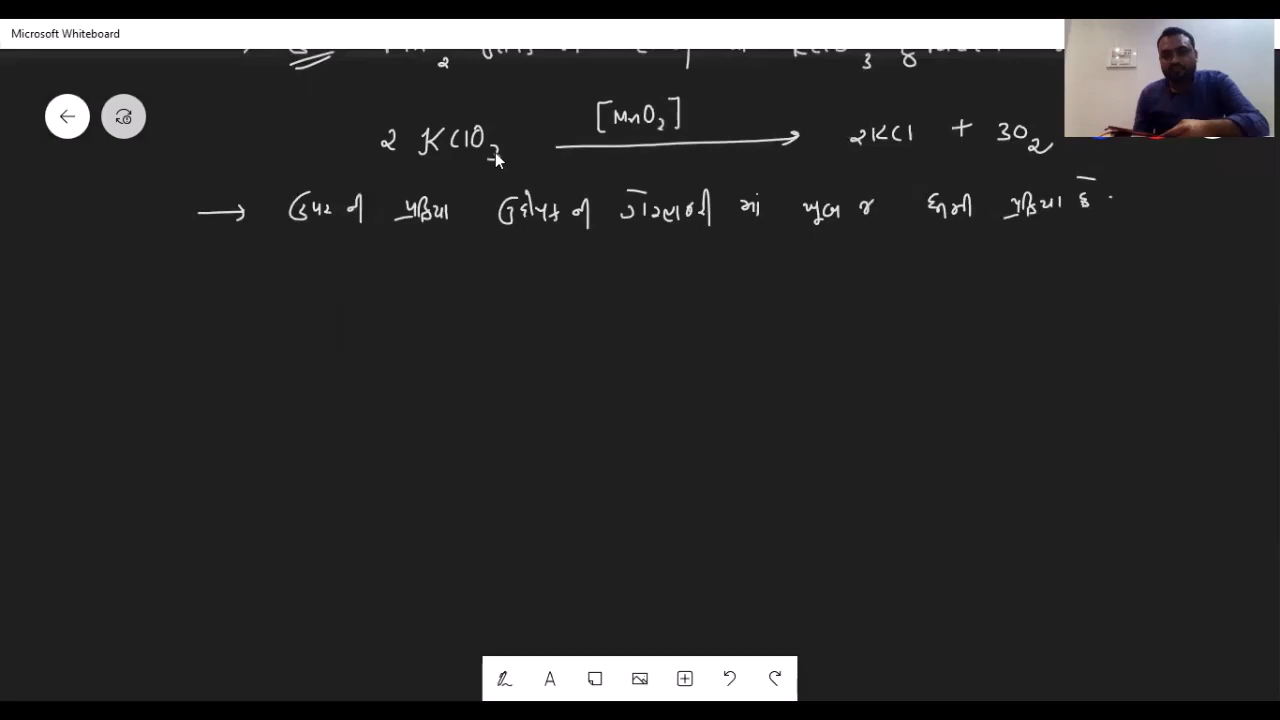 Microsoft Whiteboard
2 KClO3 [MnO2] ⟶ 2KCl + 3O2
→ ઉપર ની પ્રક્રિયા ઉદ્દીપક ની ગેરહાજરી માં ખુબ જ ધીમી પ્રક્રિયા છે.